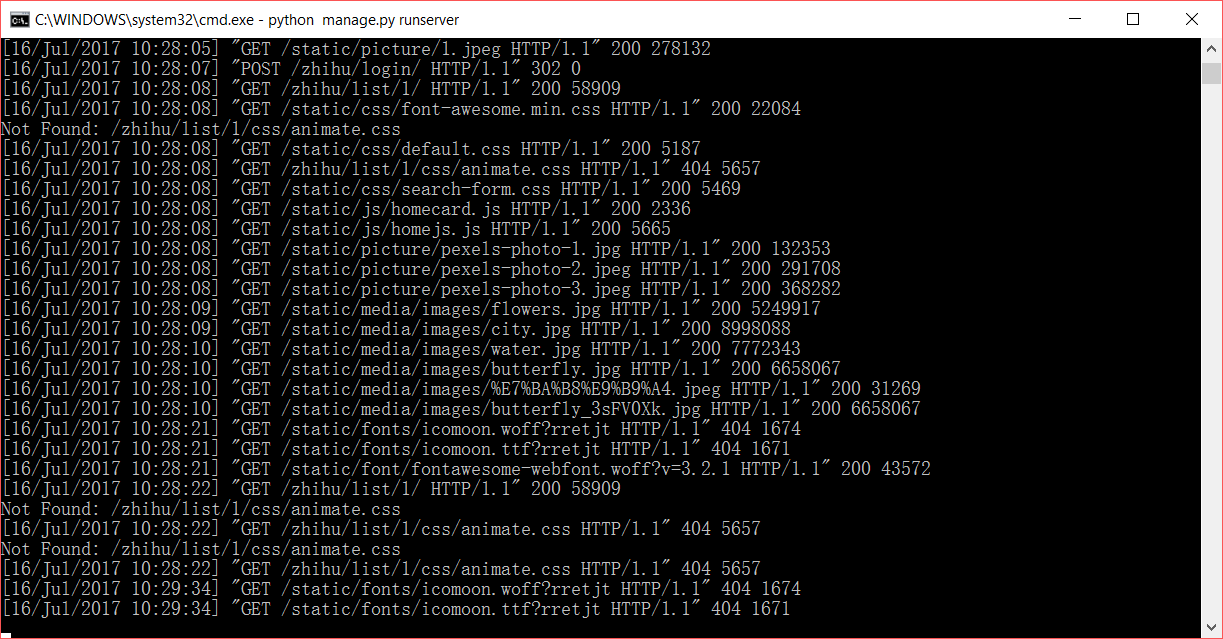 C:\WINDOWS\system32\cmd.exe - python  manage.py runserver
[16/Jul/2017 10:28:05] "GET /static/picture/1.jpeg HTTP/1.1" 200 278132
[16/Jul/2017 10:28:07] "POST /zhihu/login/ HTTP/1.1" 302 0
[16/Jul/2017 10:28:08] "GET /zhihu/list/1/ HTTP/1.1" 200 58909
[16/Jul/2017 10:28:08] "GET /static/css/font-awesome.min.css HTTP/1.1" 200 22084
Not Found: /zhihu/list/1/css/animate.css
[16/Jul/2017 10:28:08] "GET /static/css/default.css HTTP/1.1" 200 5187
[16/Jul/2017 10:28:08] "GET /zhihu/list/1/css/animate.css HTTP/1.1" 404 5657
[16/Jul/2017 10:28:08] "GET /static/css/search-form.css HTTP/1.1" 200 5469
[16/Jul/2017 10:28:08] "GET /static/js/homecard.js HTTP/1.1" 200 2336
[16/Jul/2017 10:28:08] "GET /static/js/homejs.js HTTP/1.1" 200 5665
[16/Jul/2017 10:28:08] "GET /static/picture/pexels-photo-1.jpg HTTP/1.1" 200 132353
[16/Jul/2017 10:28:08] "GET /static/picture/pexels-photo-2.jpeg HTTP/1.1" 200 291708
[16/Jul/2017 10:28:08] "GET /static/picture/pexels-photo-3.jpeg HTTP/1.1" 200 368282
[16/Jul/2017 10:28:09] "GET /static/media/images/flowers.jpg HTTP/1.1" 200 5249917
[16/Jul/2017 10:28:09] "GET /static/media/images/city.jpg HTTP/1.1" 200 8998088
[16/Jul/2017 10:28:10] "GET /static/media/images/water.jpg HTTP/1.1" 200 7772343
[16/Jul/2017 10:28:10] "GET /static/media/images/butterfly.jpg HTTP/1.1" 200 6658067
[16/Jul/2017 10:28:10] "GET /static/media/images/%E7%BA%B8%E9%B9%A4.jpeg HTTP/1.1" 200 31269
[16/Jul/2017 10:28:10] "GET /static/media/images/butterfly_3sFVOXk.jpg HTTP/1.1" 200 6658067
[16/Jul/2017 10:28:21] "GET /static/fonts/icomoon.woff?rretjt HTTP/1.1" 404 1674
[16/Jul/2017 10:28:21] "GET /static/fonts/icomoon.ttf?rretjt HTTP/1.1" 404 1671
[16/Jul/2017 10:28:21] "GET /static/font/fontawesome-webfont.woff?v=3.2.1 HTTP/1.1" 200 43572
[16/Jul/2017 10:28:22] "GET /zhihu/list/1/ HTTP/1.1" 200 58909
Not Found: /zhihu/list/1/css/animate.css
[16/Jul/2017 10:28:22] "GET /zhihu/list/1/css/animate.css HTTP/1.1" 404 5657
Not Found: /zhihu/list/1/css/animate.css
[16/Jul/2017 10:28:22] "GET /zhihu/list/1/css/animate.css HTTP/1.1" 404 5657
[16/Jul/2017 10:29:34] "GET /static/fonts/icomoon.woff?rretjt HTTP/1.1" 404 1674
[16/Jul/2017 10:29:34] "GET /static/fonts/icomoon.ttf?rretjt HTTP/1.1" 404 1671